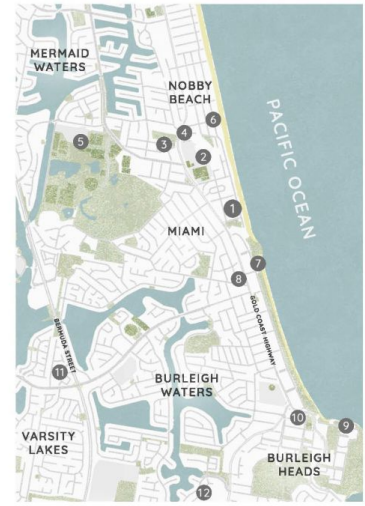 MERMAID
WATERS
NOBBY
BEACH
6
4
5
3
2
PACIFIC OCEAN
1
MIAMI
7
8
GOLD COAST HIGHWAY
BERMUDA STREET
11
BURLEIGH
WATERS
10
9
VARSITY
LAKES
BURLEIGH
HEADS
12